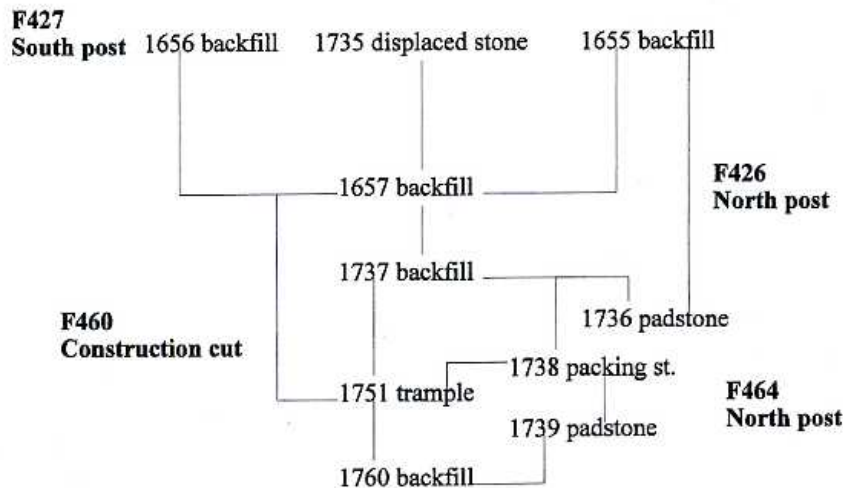 F427
South post
1656 backfill
1735 displaced stone
1655 backfill
1657 backfill
F426
North post
1737 backfill
1736 padstone
F460
Construction cut
1738 packing st.
1751 trample
F464
North post
1739 padstone
1760 backfill